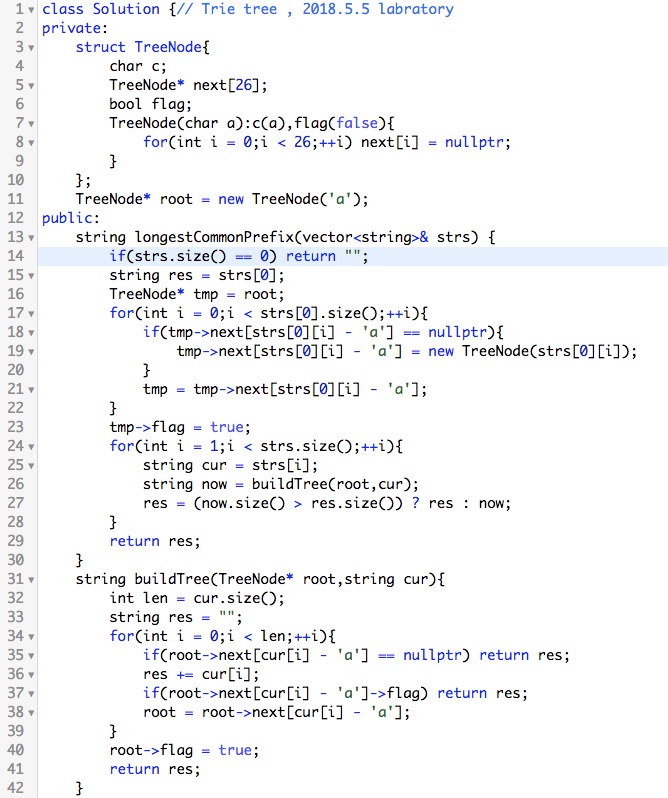 1 class Solution {// Trie tree , 2018.5.5 labratory
2 private:
3     struct TreeNode{
4         char c;
5         TreeNode* next[26];
6         bool flag;
7         TreeNode(char a):c(a),flag(false){
8             for(int i = 0;i < 26;++i) next[i] = nullptr;
9         }
10     };
11     TreeNode* root = new TreeNode('a');
12 public:
13     string longestCommonPrefix(vector<string>& strs) {
14         if(strs.size() == 0) return "";
15         string res = strs[0];
16         TreeNode* tmp = root;
17         for(int i = 0;i < strs[0].size();++i){
18             if(tmp->next[strs[0][i] - 'a'] == nullptr){
19                 tmp->next[strs[0][i] - 'a'] = new TreeNode(strs[0][i]);
20             }
21             tmp = tmp->next[strs[0][i] - 'a'];
22         }
23         tmp->flag = true;
24         for(int i = 1;i < strs.size();++i){
25             string cur = strs[i];
26             string now = buildTree(root,cur);
27             res = (now.size() > res.size()) ? res : now;
28         }
29         return res;
30     }
31     string buildTree(TreeNode* root,string cur){
32         int len = cur.size();
33         string res = "";
34         for(int i = 0;i < len;++i){
35             if(root->next[cur[i] - 'a'] == nullptr) return res;
36             res += cur[i];
37             if(root->next[cur[i] - 'a']->flag) return res;
38             root = root->next[cur[i] - 'a'];
39         }
40         root->flag = true;
41         return res;
42     }